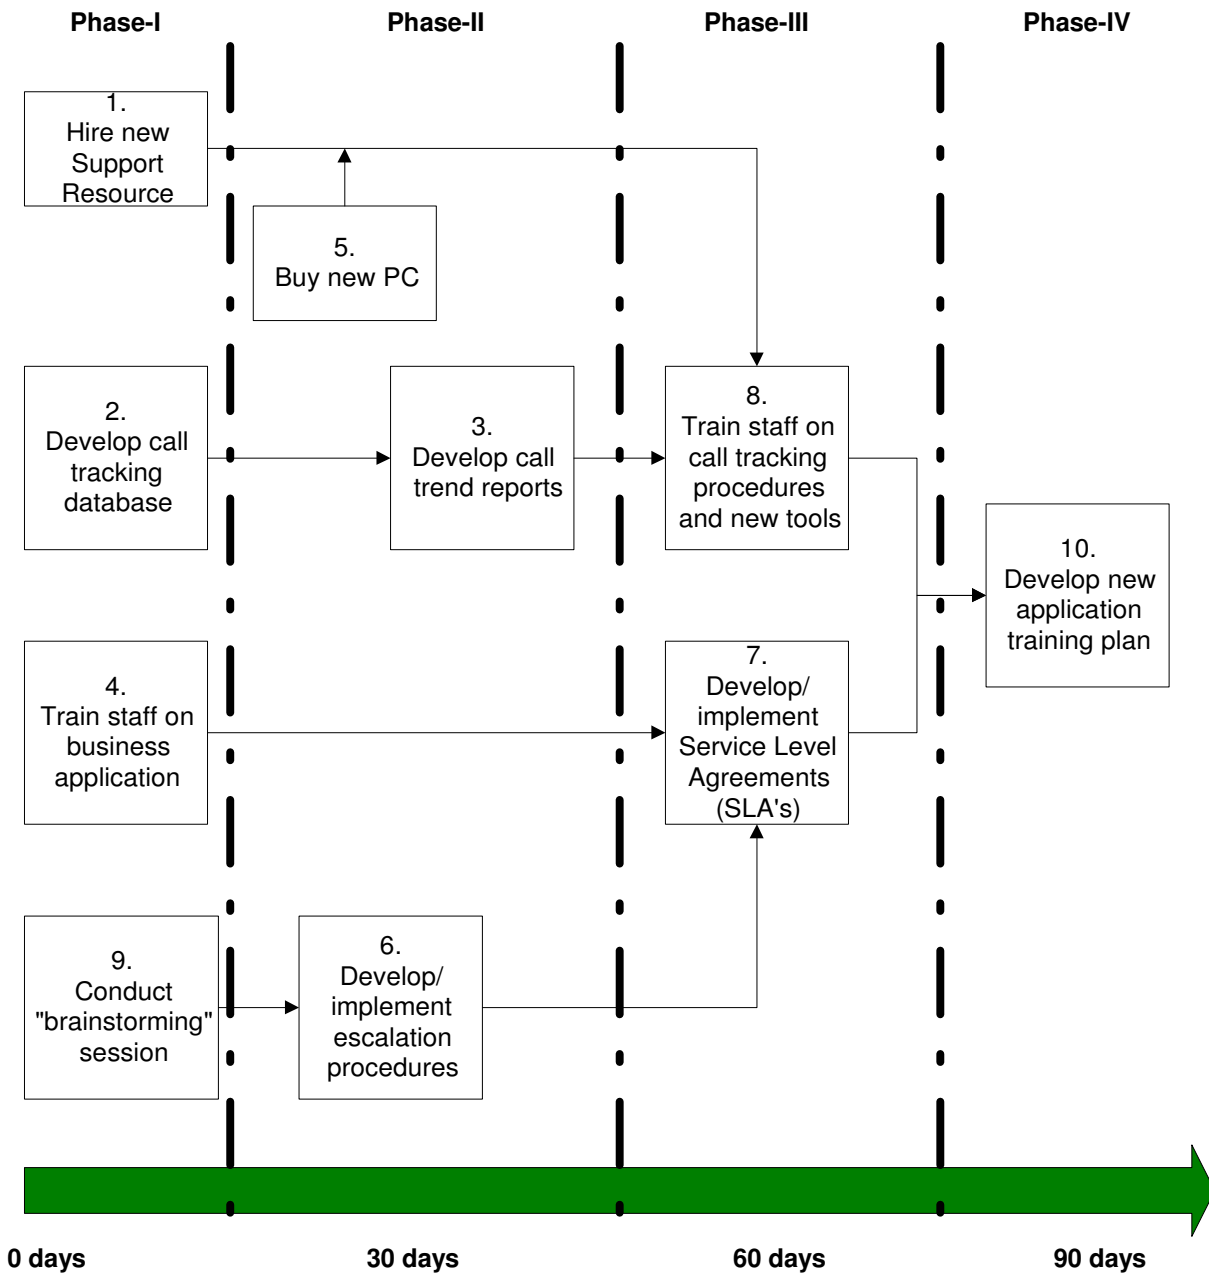 Phase-I
Phase-II
Phase-III
Phase-IV
1.
Hire new
Support
Resource
5.
Buy new PC
2.
Develop call
tracking
database
3.
Develop call
trend reports
8.
Train staff on
call tracking
procedures
and new tools
10.
Develop new
application
training plan
4.
Train staff on
business
application
7.
Develop/
implement
Service Level
Agreements
(SLA's)
9.
Conduct
"brainstorming"
session
6.
Develop/
implement
escalation
procedures
0 days
30 days
60 days
90 days